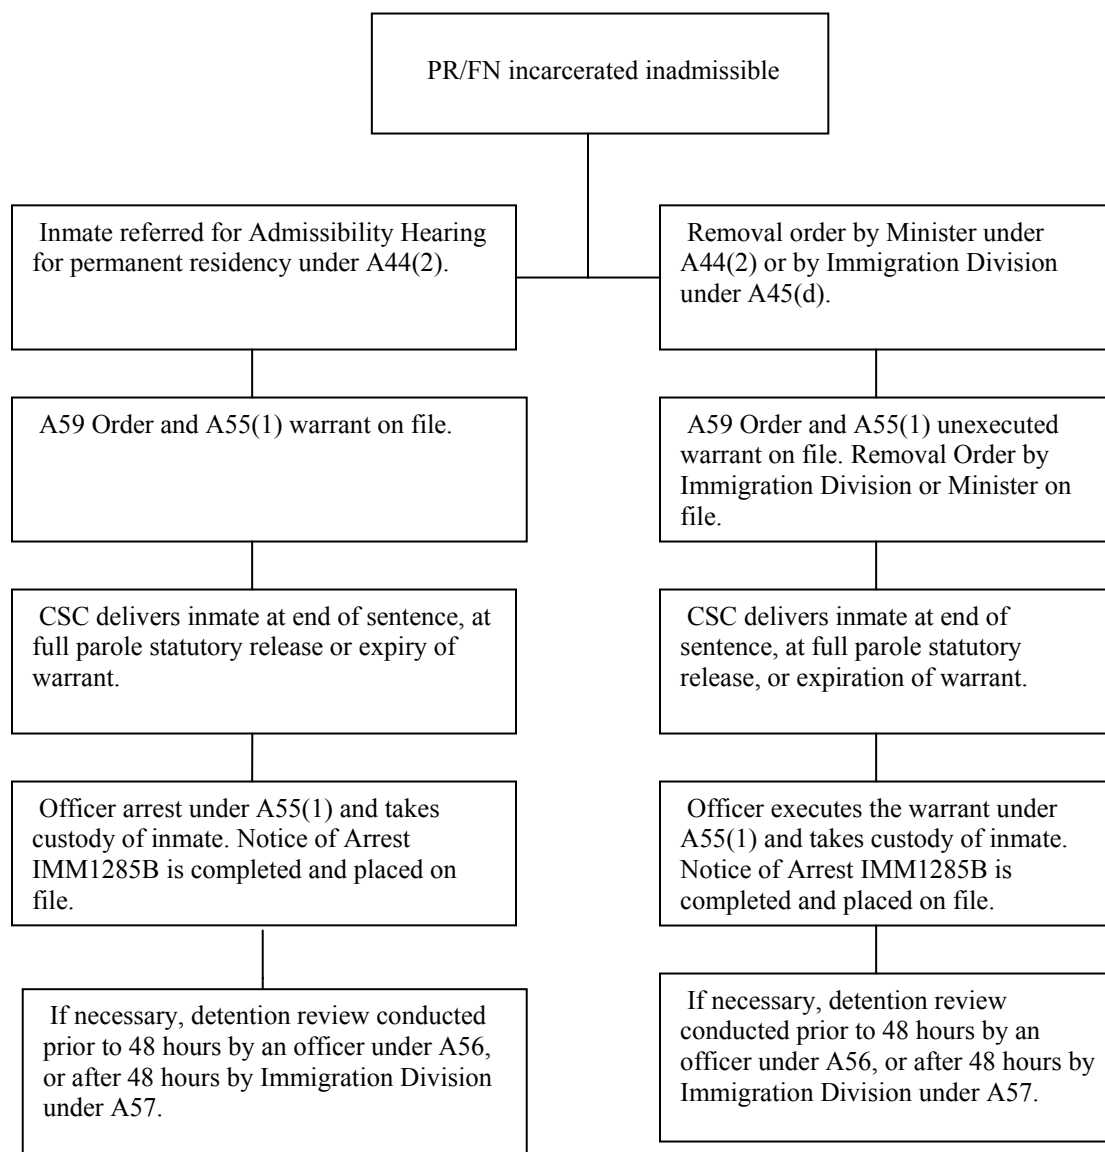 PR/FN incarcerated inadmissible
Inmate referred for Admissibility Hearing
for permanent residency under A44(2).
Removal order by Minister under
A44(2) or by Immigration Division
under A45(d).
A59 Order and A55(1) warrant on file.
A59 Order and A55(1) unexecuted
warrant on file. Removal Order by
Immigration Division or Minister on
file.
CSC delivers inmate at end of sentence, at
full parole statutory release or expiry of
warrant.
CSC delivers inmate at end of
sentence, at full parole statutory
release, or expiration of warrant.
Officer arrest under A55(1) and takes
custody of inmate. Notice of Arrest
IMM1285B is completed and placed on
file.
Officer executes the warrant under
A55(1) and takes custody of inmate.
Notice of Arrest IMM1285B is
completed and placed on file.
If necessary, detention review conducted
prior to 48 hours by an officer under A56,
or after 48 hours by Immigration Division
under A57.
If necessary, detention review
conducted prior to 48 hours by an
officer under A56, or after 48 hours by
Immigration Division under A57.